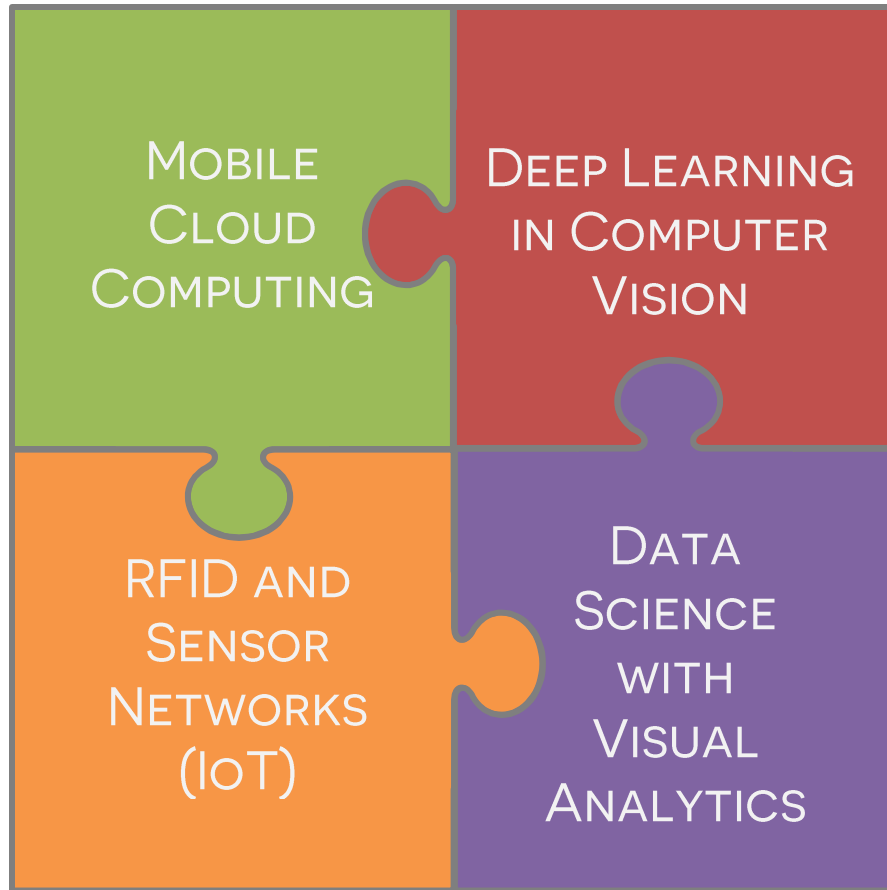 Mobile
Cloud
Computing
Deep Learning
in Computer
Vision
RFID and
Sensor
Networks
(IoT)
Data
Science
with
Visual
Analytics